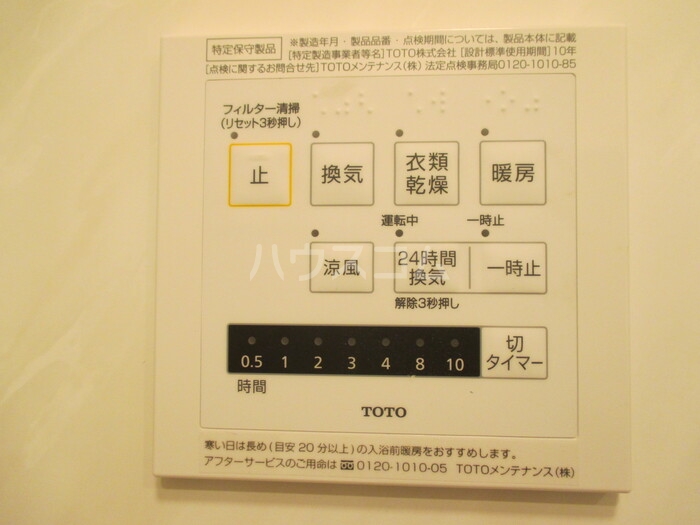 特定保守製品
※製造年月・製品品番・点検期間については、製品本体に記載
[特定製造事業者等名]TOTO株式会社 [設計標準使用期間]10年
[点検に関するお問合せ先]TOTOメンテナンス(株) 法定点検事務局0120-1010-85
フィルター清掃
(リセット3秒押し)
止
換気
衣類
乾燥
暖房
運転中
一時止
涼風
24時間
換気
一時止
解除3秒押し
ハウスコム
0.5 1 2 3 4 8 10
時間
切
タイマー
TOTO
寒い日は長め(目安20分以上)の入浴前暖房をおすすめします。
アフターサービスのご用命は 0120-1010-05 TOTOメンテナンス(株)